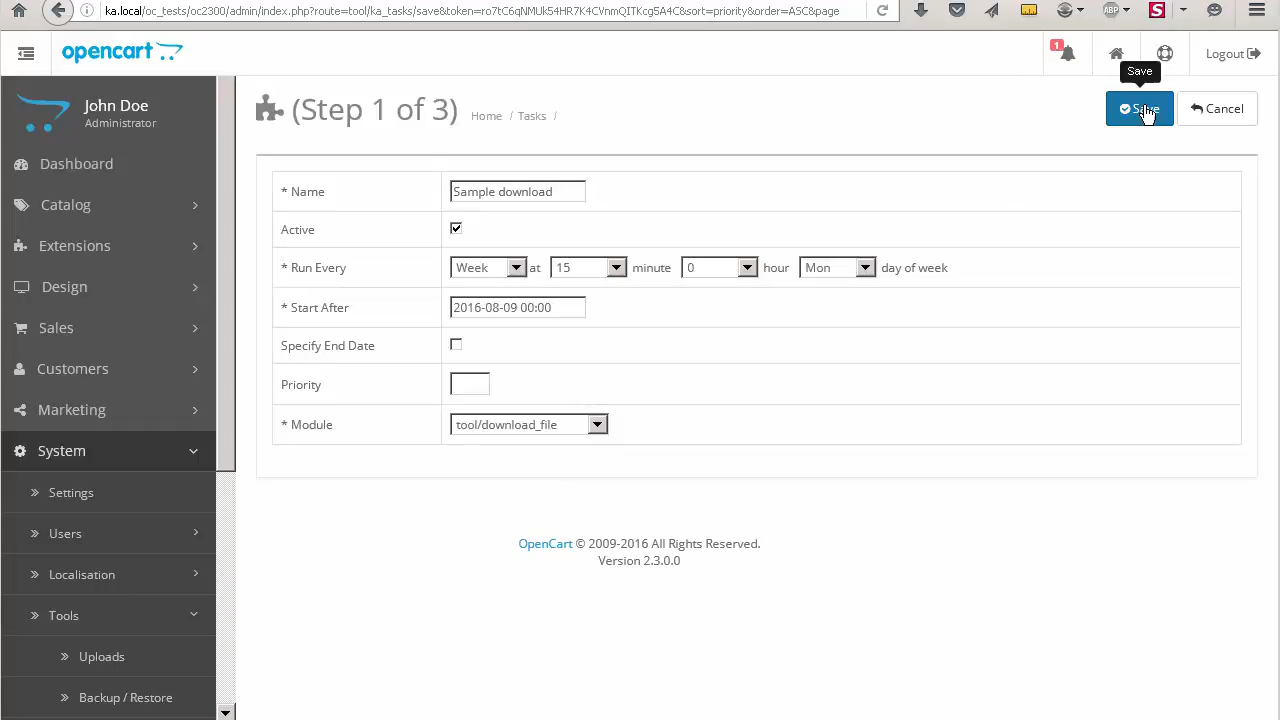 ka.local/oc_tests/oc2300/admin/index.php?route=tool/ka_tasks/save&token=ro7tC6qNMUk54HR7K4CVnmQITKcg5A4C&sort=priority&order=ASC&page
ABP
S
opencart
1
Logout
Save
John Doe
Administrator
(Step 1 of 3)
Home / Tasks /
Save
Cancel
Dashboard
Catalog
Extensions
Design
Sales
Customers
Marketing
System
Settings
Users
Localisation
Tools
Uploads
Backup / Restore
* Name Sample download
Active
* Run Every Week at 15 minute 0 hour Mon day of week
* Start After 2016-08-09 00:00
Specify End Date
Priority
* Module tool/download_file
OpenCart © 2009-2016 All Rights Reserved.
Version 2.3.0.0